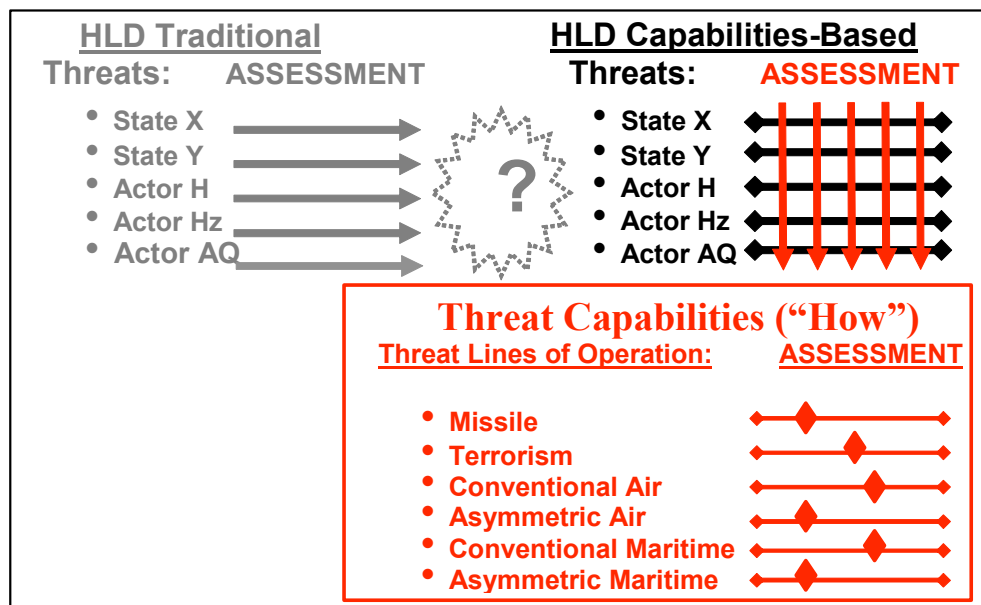 HLD Traditional
Threats: ASSESSMENT
• State X
• State Y
• Actor H
• Actor Hz
• Actor AQ
?
HLD Capabilities-Based
Threats: ASSESSMENT
• State X
• State Y
• Actor H
• Actor Hz
• Actor AQ
Threat Capabilities (“How”)
Threat Lines of Operation: ASSESSMENT
• Missile
• Terrorism
• Conventional Air
• Asymmetric Air
• Conventional Maritime
• Asymmetric Maritime